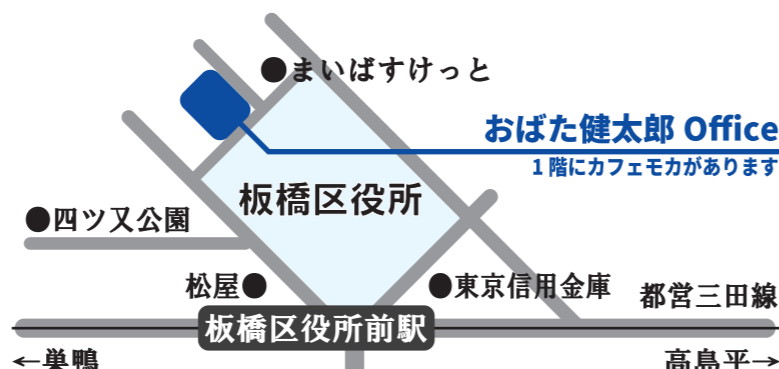 ●まいばすけっと
おばた健太郎 Office
1階にカフェモカがあります
板橋区役所
●四ツ又公園
松屋●
●東京信用金庫
都営三田線
板橋区役所前駅
←巣鴨
高島平→